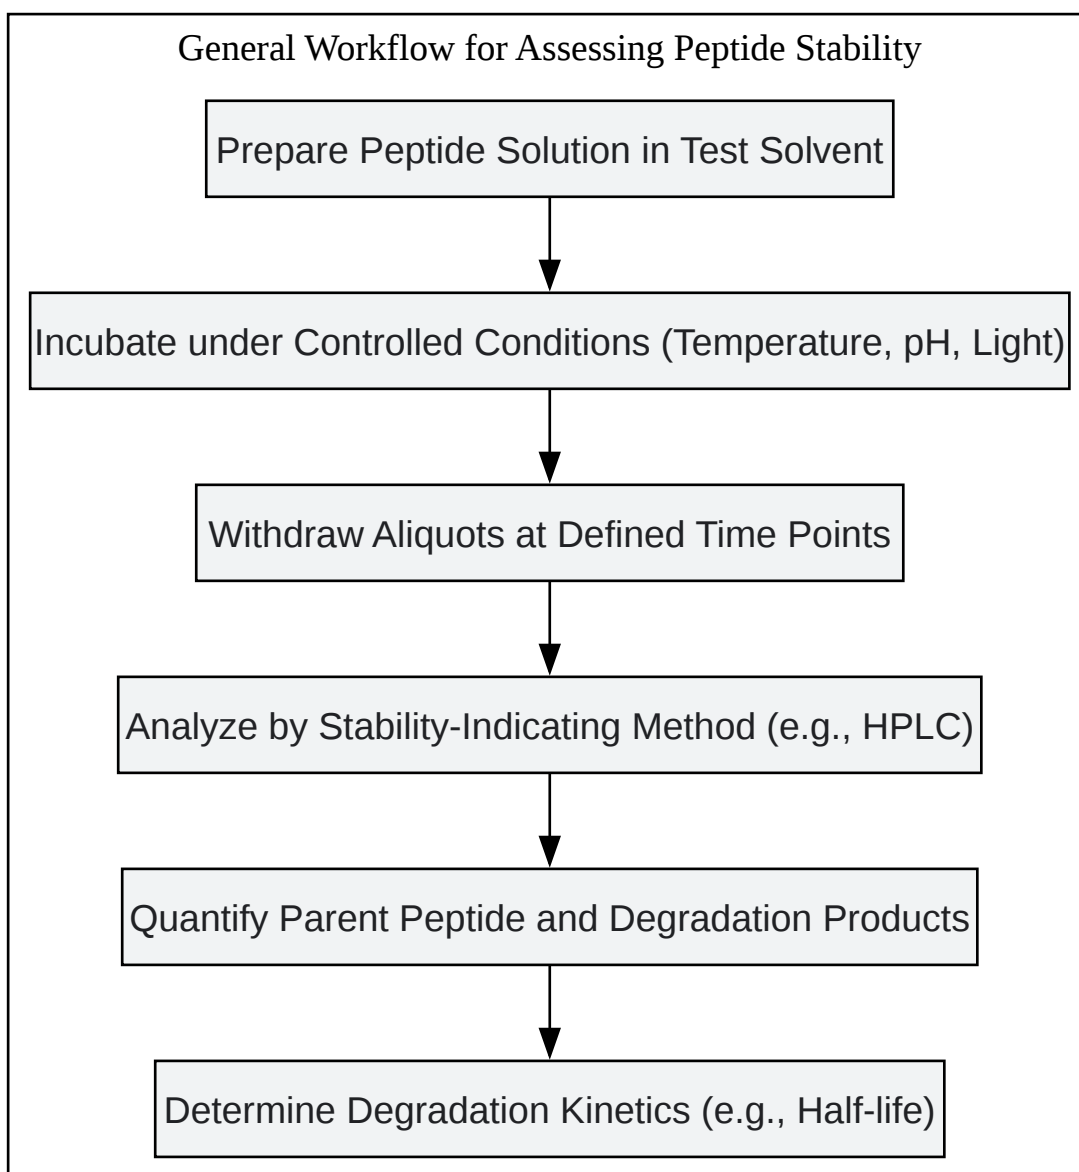 General Workflow for Assessing Peptide Stability
Prepare Peptide Solution in Test Solvent
Incubate under Controlled Conditions (Temperature, pH, Light)
Withdraw Aliquots at Defined Time Points
Analyze by Stability-Indicating Method (e.g., HPLC)
Quantify Parent Peptide and Degradation Products
Determine Degradation Kinetics (e.g., Half-life)